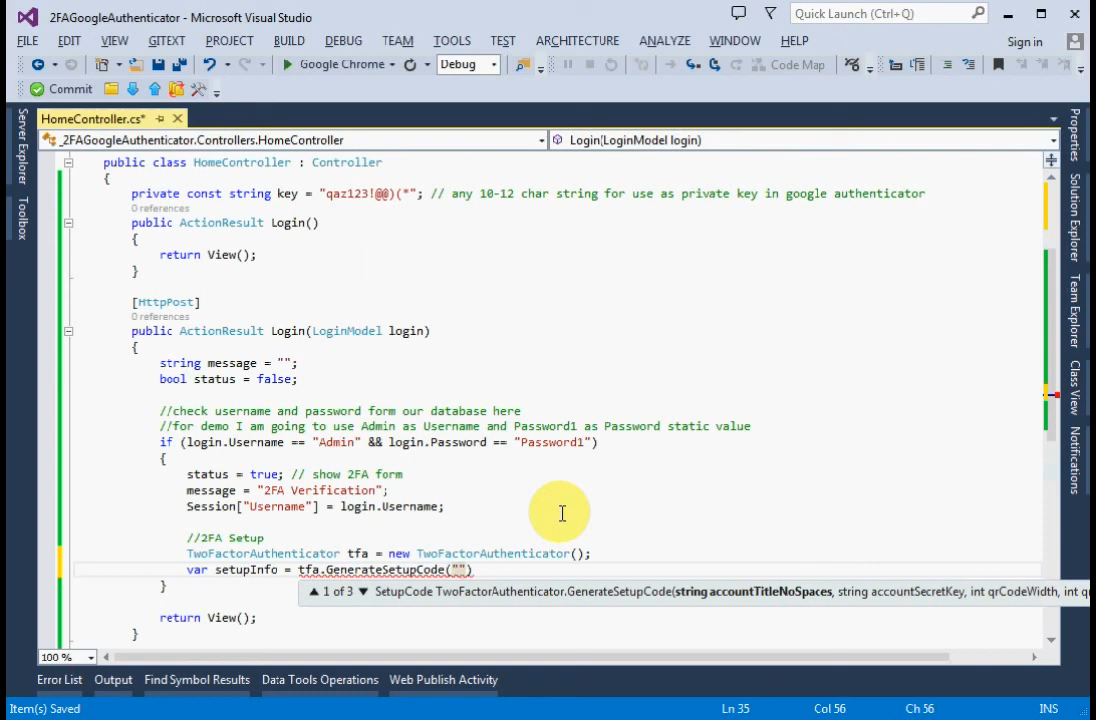 2FAGoogleAuthenticator - Microsoft Visual Studio
Quick Launch (Ctrl+Q)
FILE EDIT VIEW GITEXT PROJECT BUILD DEBUG TEAM TOOLS TEST ARCHITECTURE ANALYZE WINDOW HELP Sign in
Google Chrome Debug Code Map
Commit
HomeController.cs*
_2FAGoogleAuthenticator.Controllers.HomeController Login(LoginModel login)
public class HomeController : Controller
{
private const string key = "qaz123!@@)(*"; // any 10-12 char string for use as private key in google authenticator
0 references
public ActionResult Login()
{
return View();
}
[HttpPost]
0 references
public ActionResult Login(LoginModel login)
{
string message = "";
bool status = false;
//check username and password form our database here
//for demo I am going to use Admin as Username and Password1 as Password static value
if (login.Username == "Admin" && login.Password == "Password1")
{
status = true; // show 2FA form
message = "2FA Verification";
Session["Username"] = login.Username;
//2FA Setup
TwoFactorAuthenticator tfa = new TwoFactorAuthenticator();
var setupInfo = tfa.GenerateSetupCode("")
}
▲ 1 of 3 ▼ SetupCode TwoFactorAuthenticator.GenerateSetupCode(string accountTitleNoSpaces, string accountSecretKey, int qrCodeWidth, int
return View();
}
100 %
Server Explorer
Toolbox
Properties
Solution Explorer
Team Explorer
Class View
Notifications
Error List Output Find Symbol Results Data Tools Operations Web Publish Activity
Item(s) Saved Ln 35 Col 56 Ch 56 INS